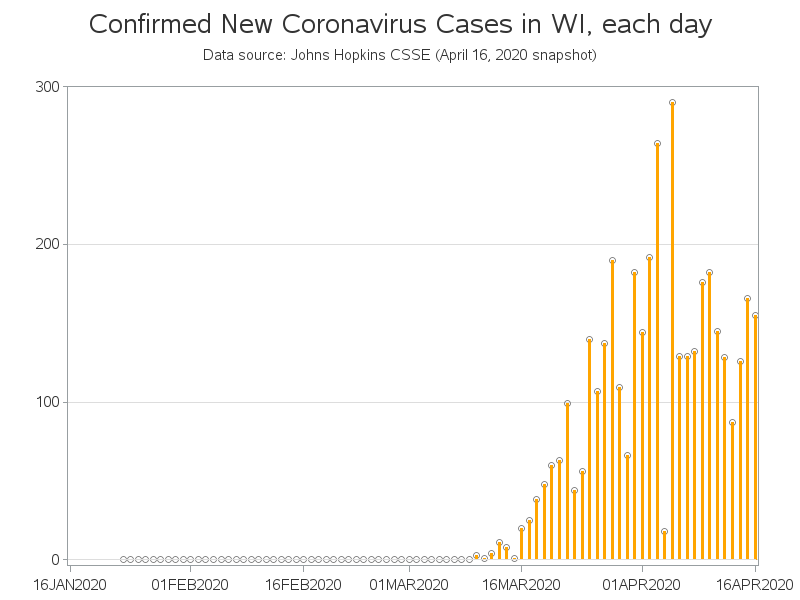 Confirmed New Coronavirus Cases in WI, each day
Data source: Johns Hopkins CSSE (April 16, 2020 snapshot)
300
200
100
0
16JAN2020 01FEB2020 16FEB2020 01MAR2020 16MAR2020 01APR2020 16APR2020